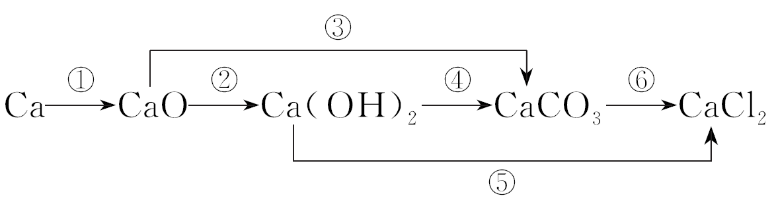 ③
Ca ① CaO ② Ca(OH)₂ ④ CaCO₃ ⑥ CaCl₂
⑤